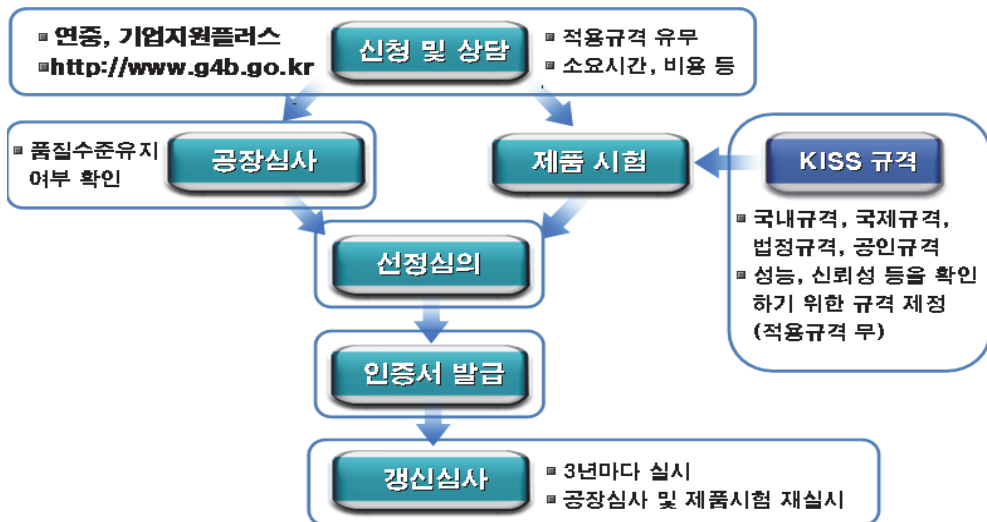 ▪ 연중, 기업지원플러스
▪http://www.g4b.go.kr
신청 및 상담
▪ 적용규격 유무
▪ 소요시간, 비용 등
▪ 품질수준유지
여부 확인
공장심사
제품 시험
KISS 규격
▪ 국내규격, 국제규격,
법정규격, 공인규격
▪ 성능, 신뢰성 등을 확인
하기 위한 규격 제정
(적용규격 무)
선정심의
인증서 발급
갱신심사
▪ 3년마다 실시
▪ 공장심사 및 제품시험 재실시